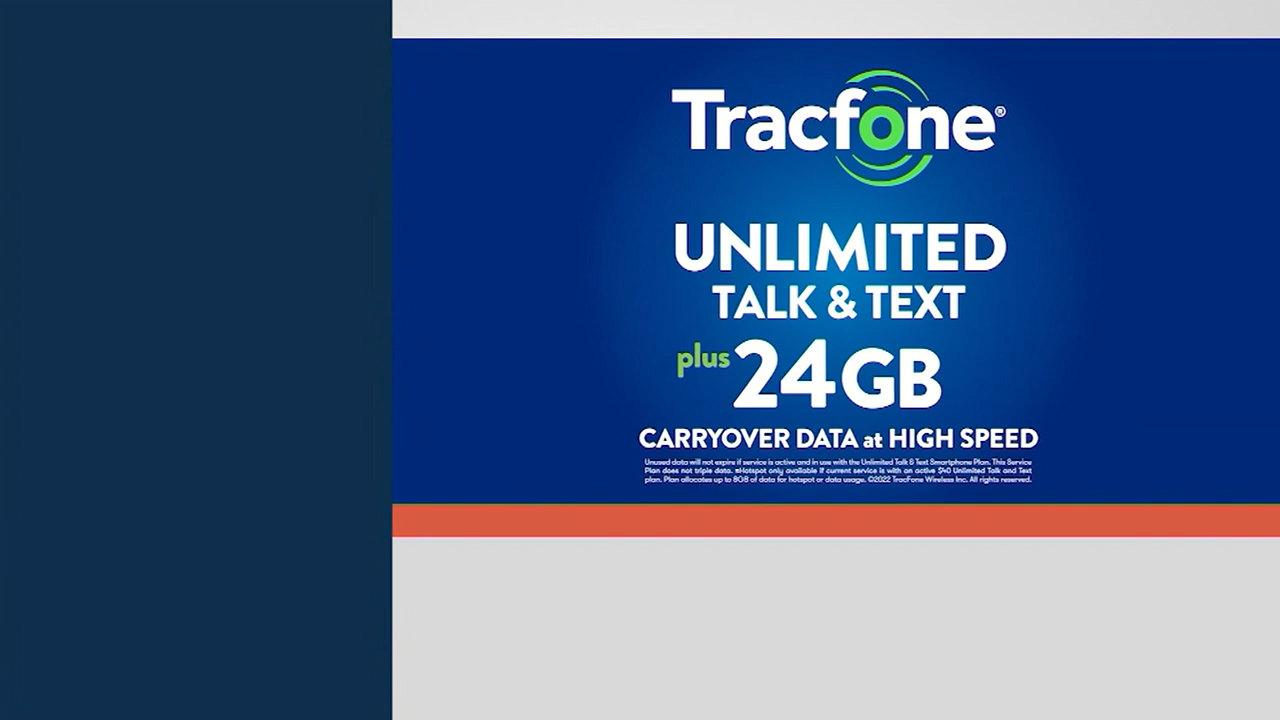 Tracfone®
UNLIMITED
TALK & TEXT
plus 24GB
CARRYOVER DATA at HIGH SPEED
Unused data will not expire if service is active and in use with the Unlimited Talk & Text Smartphone Plan. This Service
Plan does not triple data. Hotspot only available if current service is with an active $40 Unlimited Talk and Text
plan. Plan allocates up to 8GB of data for hotspot or data usage. ©2022 TracFone Wireless Inc. All rights reserved.